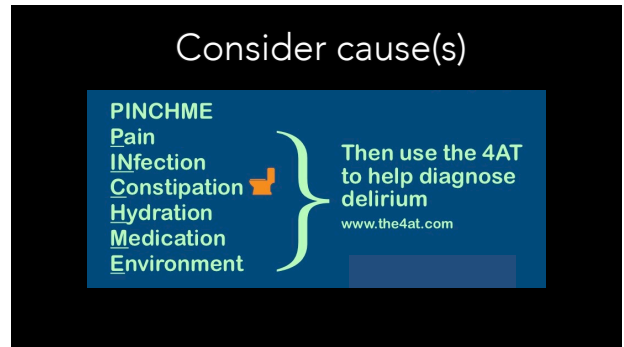 Consider cause(s)
PINCHME
Pain
INfection
Constipation
Hydration
Medication
Environment
Then use the 4AT
to help diagnose
delirium
www.the4at.com